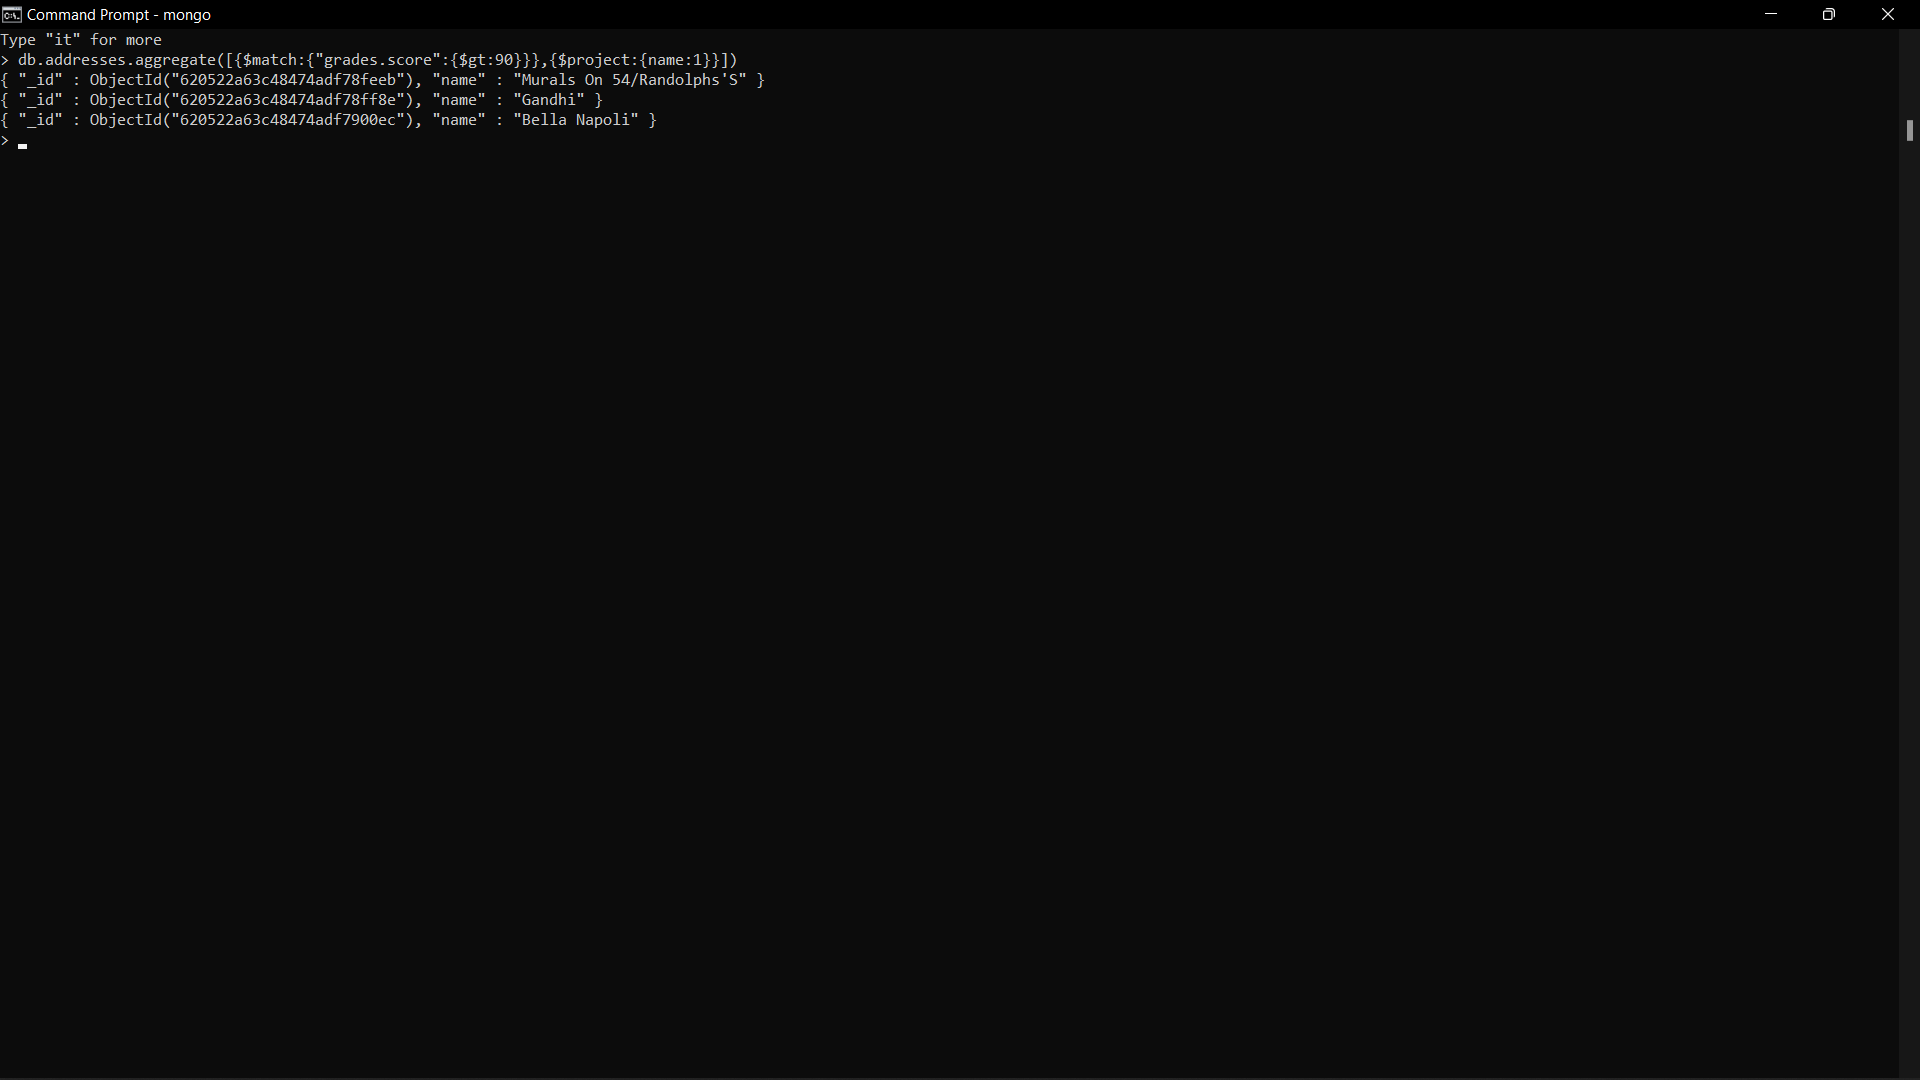 Command Prompt - mongo
Type "it" for more
> db.addresses.aggregate([{$match:{"grades.score":{$gt:90}}},{$project:{name:1}}])
{ "_id" : ObjectId("620522a63c48474adf78feeb"), "name" : "Murals On 54/Randolphs'S" }
{ "_id" : ObjectId("620522a63c48474adf78ff8e"), "name" : "Gandhi" }
{ "_id" : ObjectId("620522a63c48474adf7900ec"), "name" : "Bella Napoli" }
>